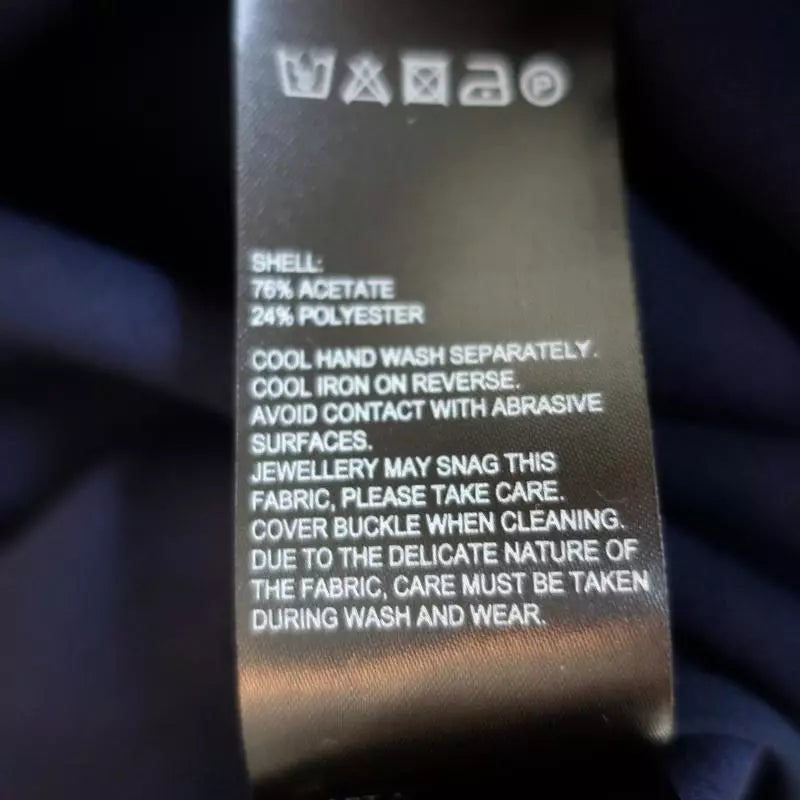 P
SHELL:
76% ACETATE
24% POLYESTER
COOL HAND WASH SEPARATELY.
COOL IRON ON REVERSE.
AVOID CONTACT WITH ABRASIVE
SURFACES.
JEWELLERY MAY SNAG THIS
FABRIC, PLEASE TAKE CARE.
COVER BUCKLE WHEN CLEANING.
DUE TO THE DELICATE NATURE OF
THE FABRIC, CARE MUST BE TAKEN
DURING WASH AND WEAR.